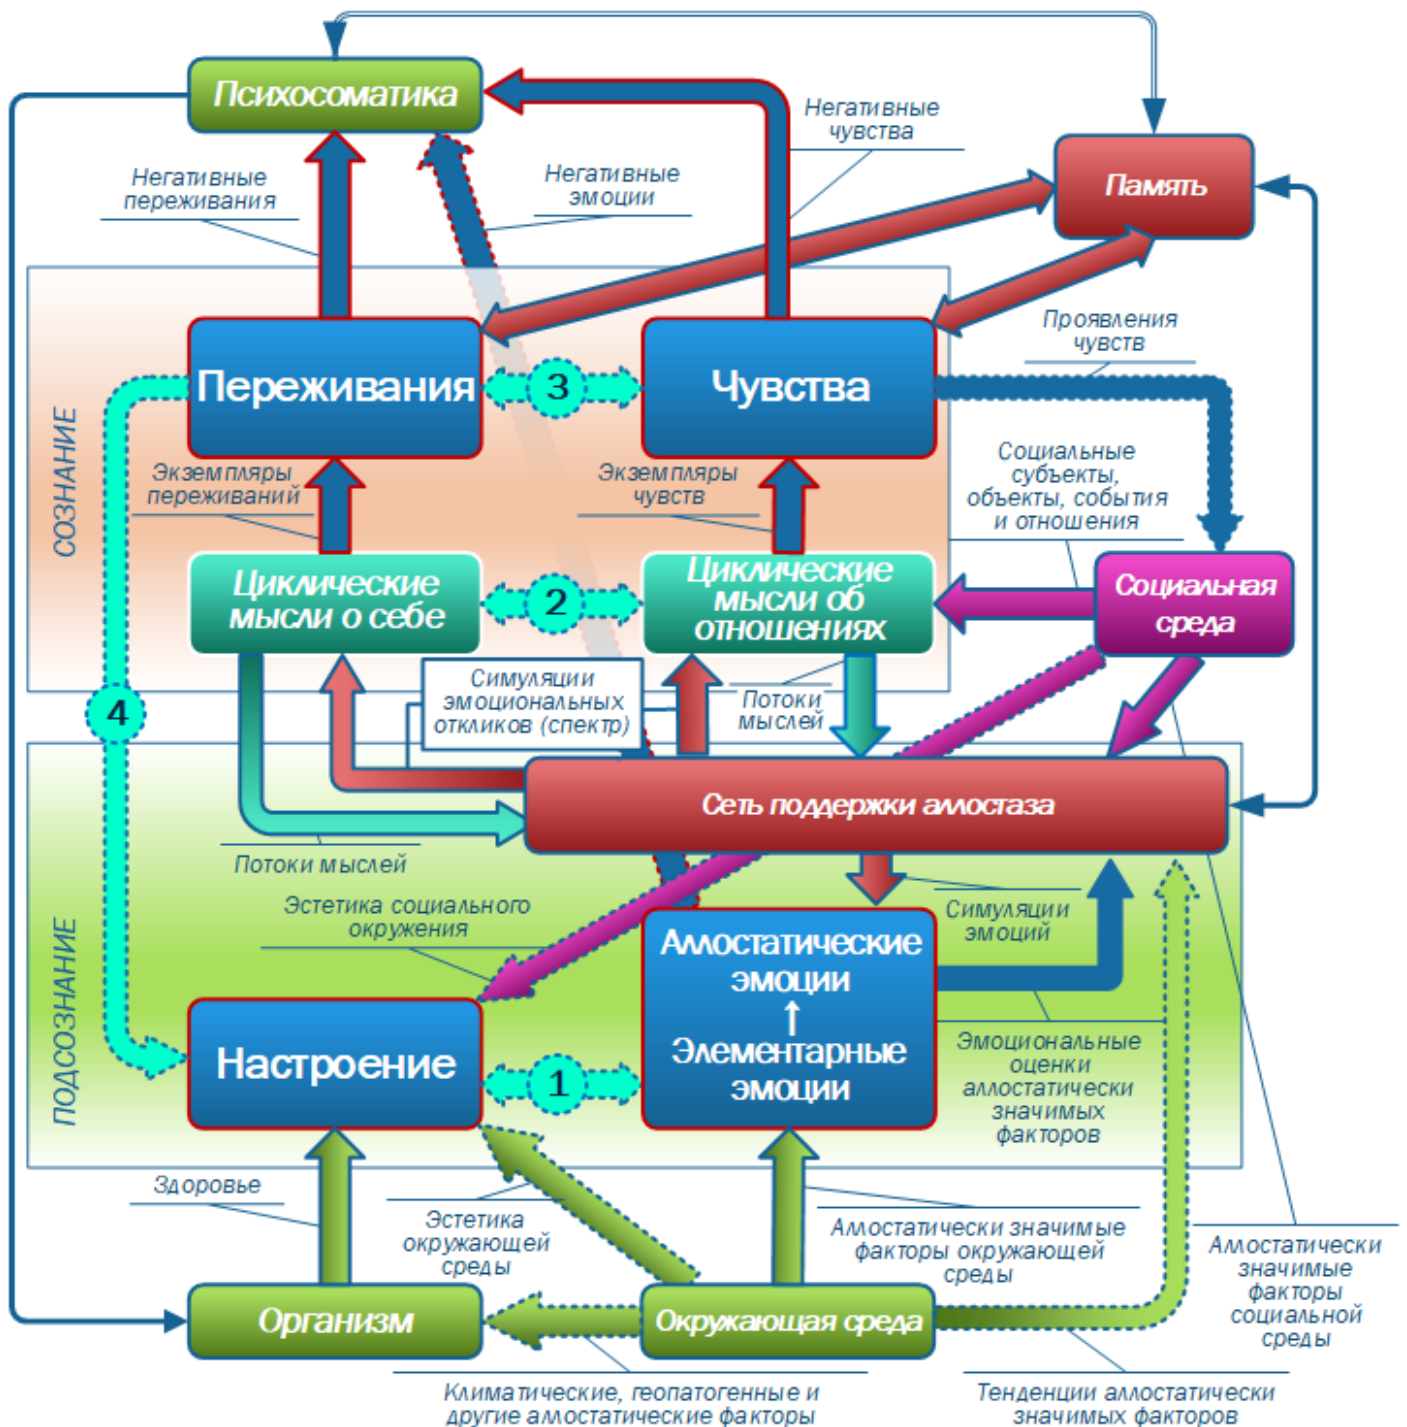 Психосоматика
Негативные
чувства
Память
Негативные
переживания
Негативные
эмоции
СОЗНАНИЕ
Переживания
3
Чувства
Проявления
чувств
Экземпляры
переживаний
Экземпляры
чувств
Социальные
субъекты,
объекты, события
и отношения
Циклические
мысли о себе
2
Циклические
мысли об
отношениях
Социальная
среда
4
Симуляции
эмоциональных
откликов (спектр)
Потоки
мыслей
Сеть поддержки аллостаза
Потоки мыслей
ПОДСОЗНАНИЕ
Эстетика социального
окружения
Симуляции
эмоций
Аллостатические
эмоции
↑
Элементарные
эмоции
Настроение
1
Эмоциональные
оценки
аллостатически
значимых
факторов
Здоровье
Эстетика
окружающей
среды
Аллостатически значимые
факторы окружающей
среды
Аллостатически
значимые
факторы
социальной
среды
Организм
Окружающая среда
Климатические, геопатогенные и
другие аллостатические факторы
Тенденции аллостатически
значимых факторов